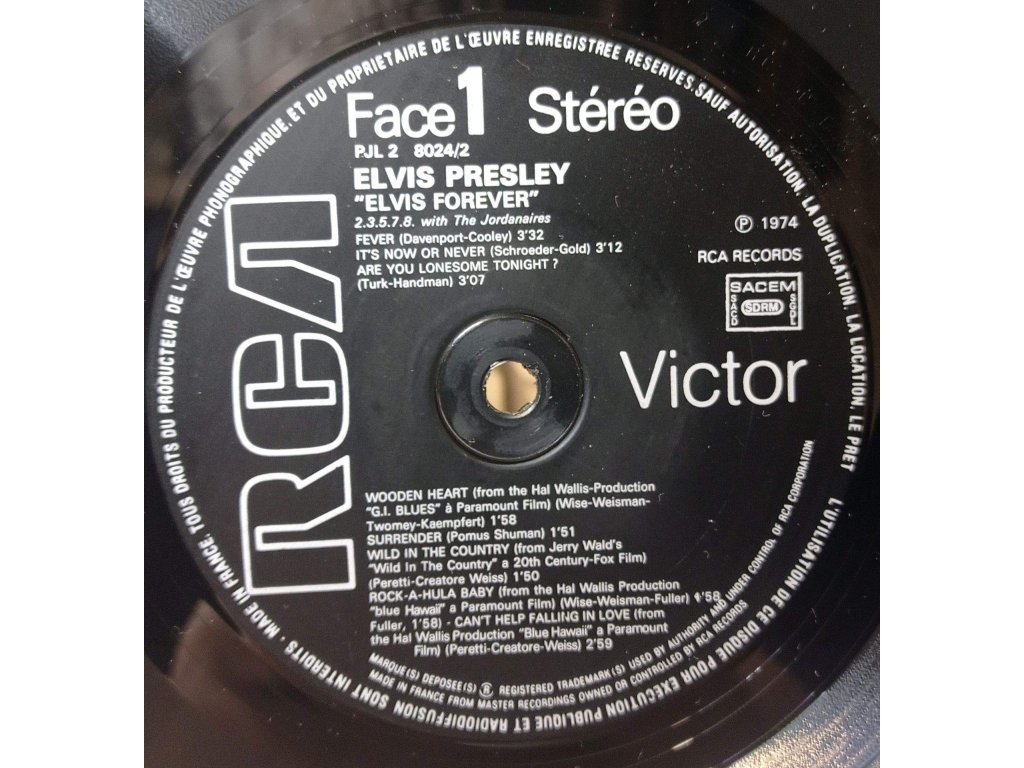 Face 1 Stéréo
PJL 2 8024/2
ELVIS PRESLEY
"ELVIS FOREVER"
2.3.5.7.8. with The Jordanaires
FEVER (Davenport-Cooley) 3'32
IT'S NOW OR NEVER (Schroeder-Gold) 3'12
ARE YOU LONESOME TONIGHT ?
(Turk-Handman) 3'07
Ⓟ 1974
RCA RECORDS
SACEM
SACD SDRM SGDL
RCA
Victor
WOODEN HEART (from the Hal Wallis-Production
"G.I. BLUES" à Paramount Film) (Wise-Weisman-
Twomey-Kaempfert) 1'58
SURRENDER (Pomus Shuman) 1'51
WILD IN THE COUNTRY (from Jerry Wald's
"Wild In The Country" a 20th Century-Fox Film)
(Peretti-Creatore Weiss) 1'50
ROCK-A-HULA BABY (from the Hal Wallis Production
"blue Hawaii" a Paramount Film) (Wise-Weisman-Fuller) 1'58
Fuller, 1'58) - CAN'T HELP FALLING IN LOVE (from
the Hal Wallis Production "Blue Hawaii" a Paramount
Film) (Peretti-Creatore-Weiss) 2'59
MARQUE(S) DEPOSEE(S) ® REGISTERED TRADEMARK(S) USED BY AUTHORITY AND UNDER CONTROL OF RCA CORPORATION
MADE IN FRANCE FROM MASTER RECORDINGS OWNED OR CONTROLLED BY RCA RECORDS
MADE IN FRANCE. TOUS DROITS DU PRODUCTEUR DE L'ŒUVRE PHONOGRAPHIQUE. ET DU PROPRIETAIRE DE L'ŒUVRE ENREGISTREE RESERVES. SAUF AUTORISATION. LA DUPLICATION. LA LOCATION. LE PRET
L'UTILISATION DE CE DISQUE POUR EXECUTION PUBLIQUE ET RADIODIFFUSION SONT INTERDITS ·